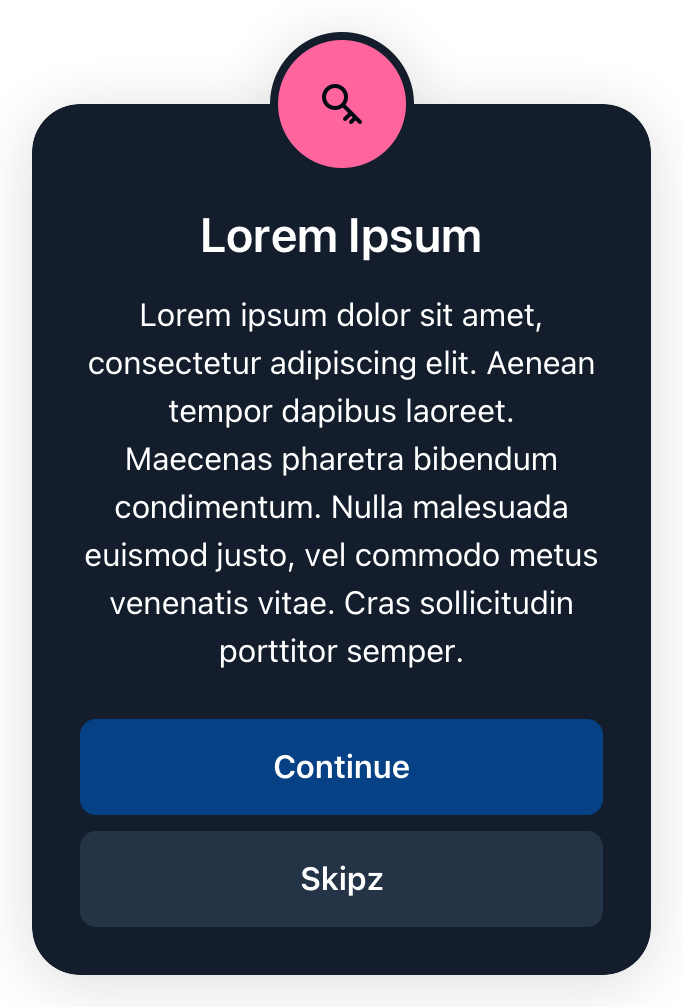 Lorem Ipsum
Lorem ipsum dolor sit amet,
consectetur adipiscing elit. Aenean
tempor dapibus laoreet.
Maecenas pharetra bibendum
condimentum. Nulla malesuada
euismod justo, vel commodo metus
venenatis vitae. Cras sollicitudin
porttitor semper.
Continue
Skipz